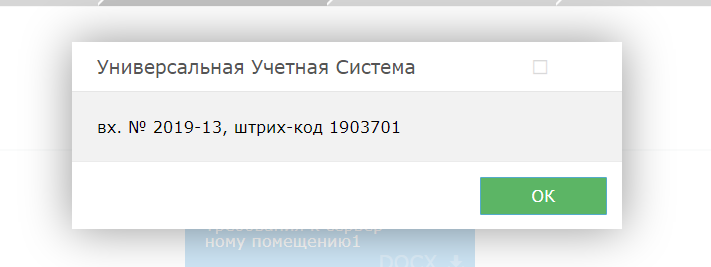 Универсальная Учетная Система
вх. № 2019-13, штрих-код 1903701
OK
ному помещению1
DOCX